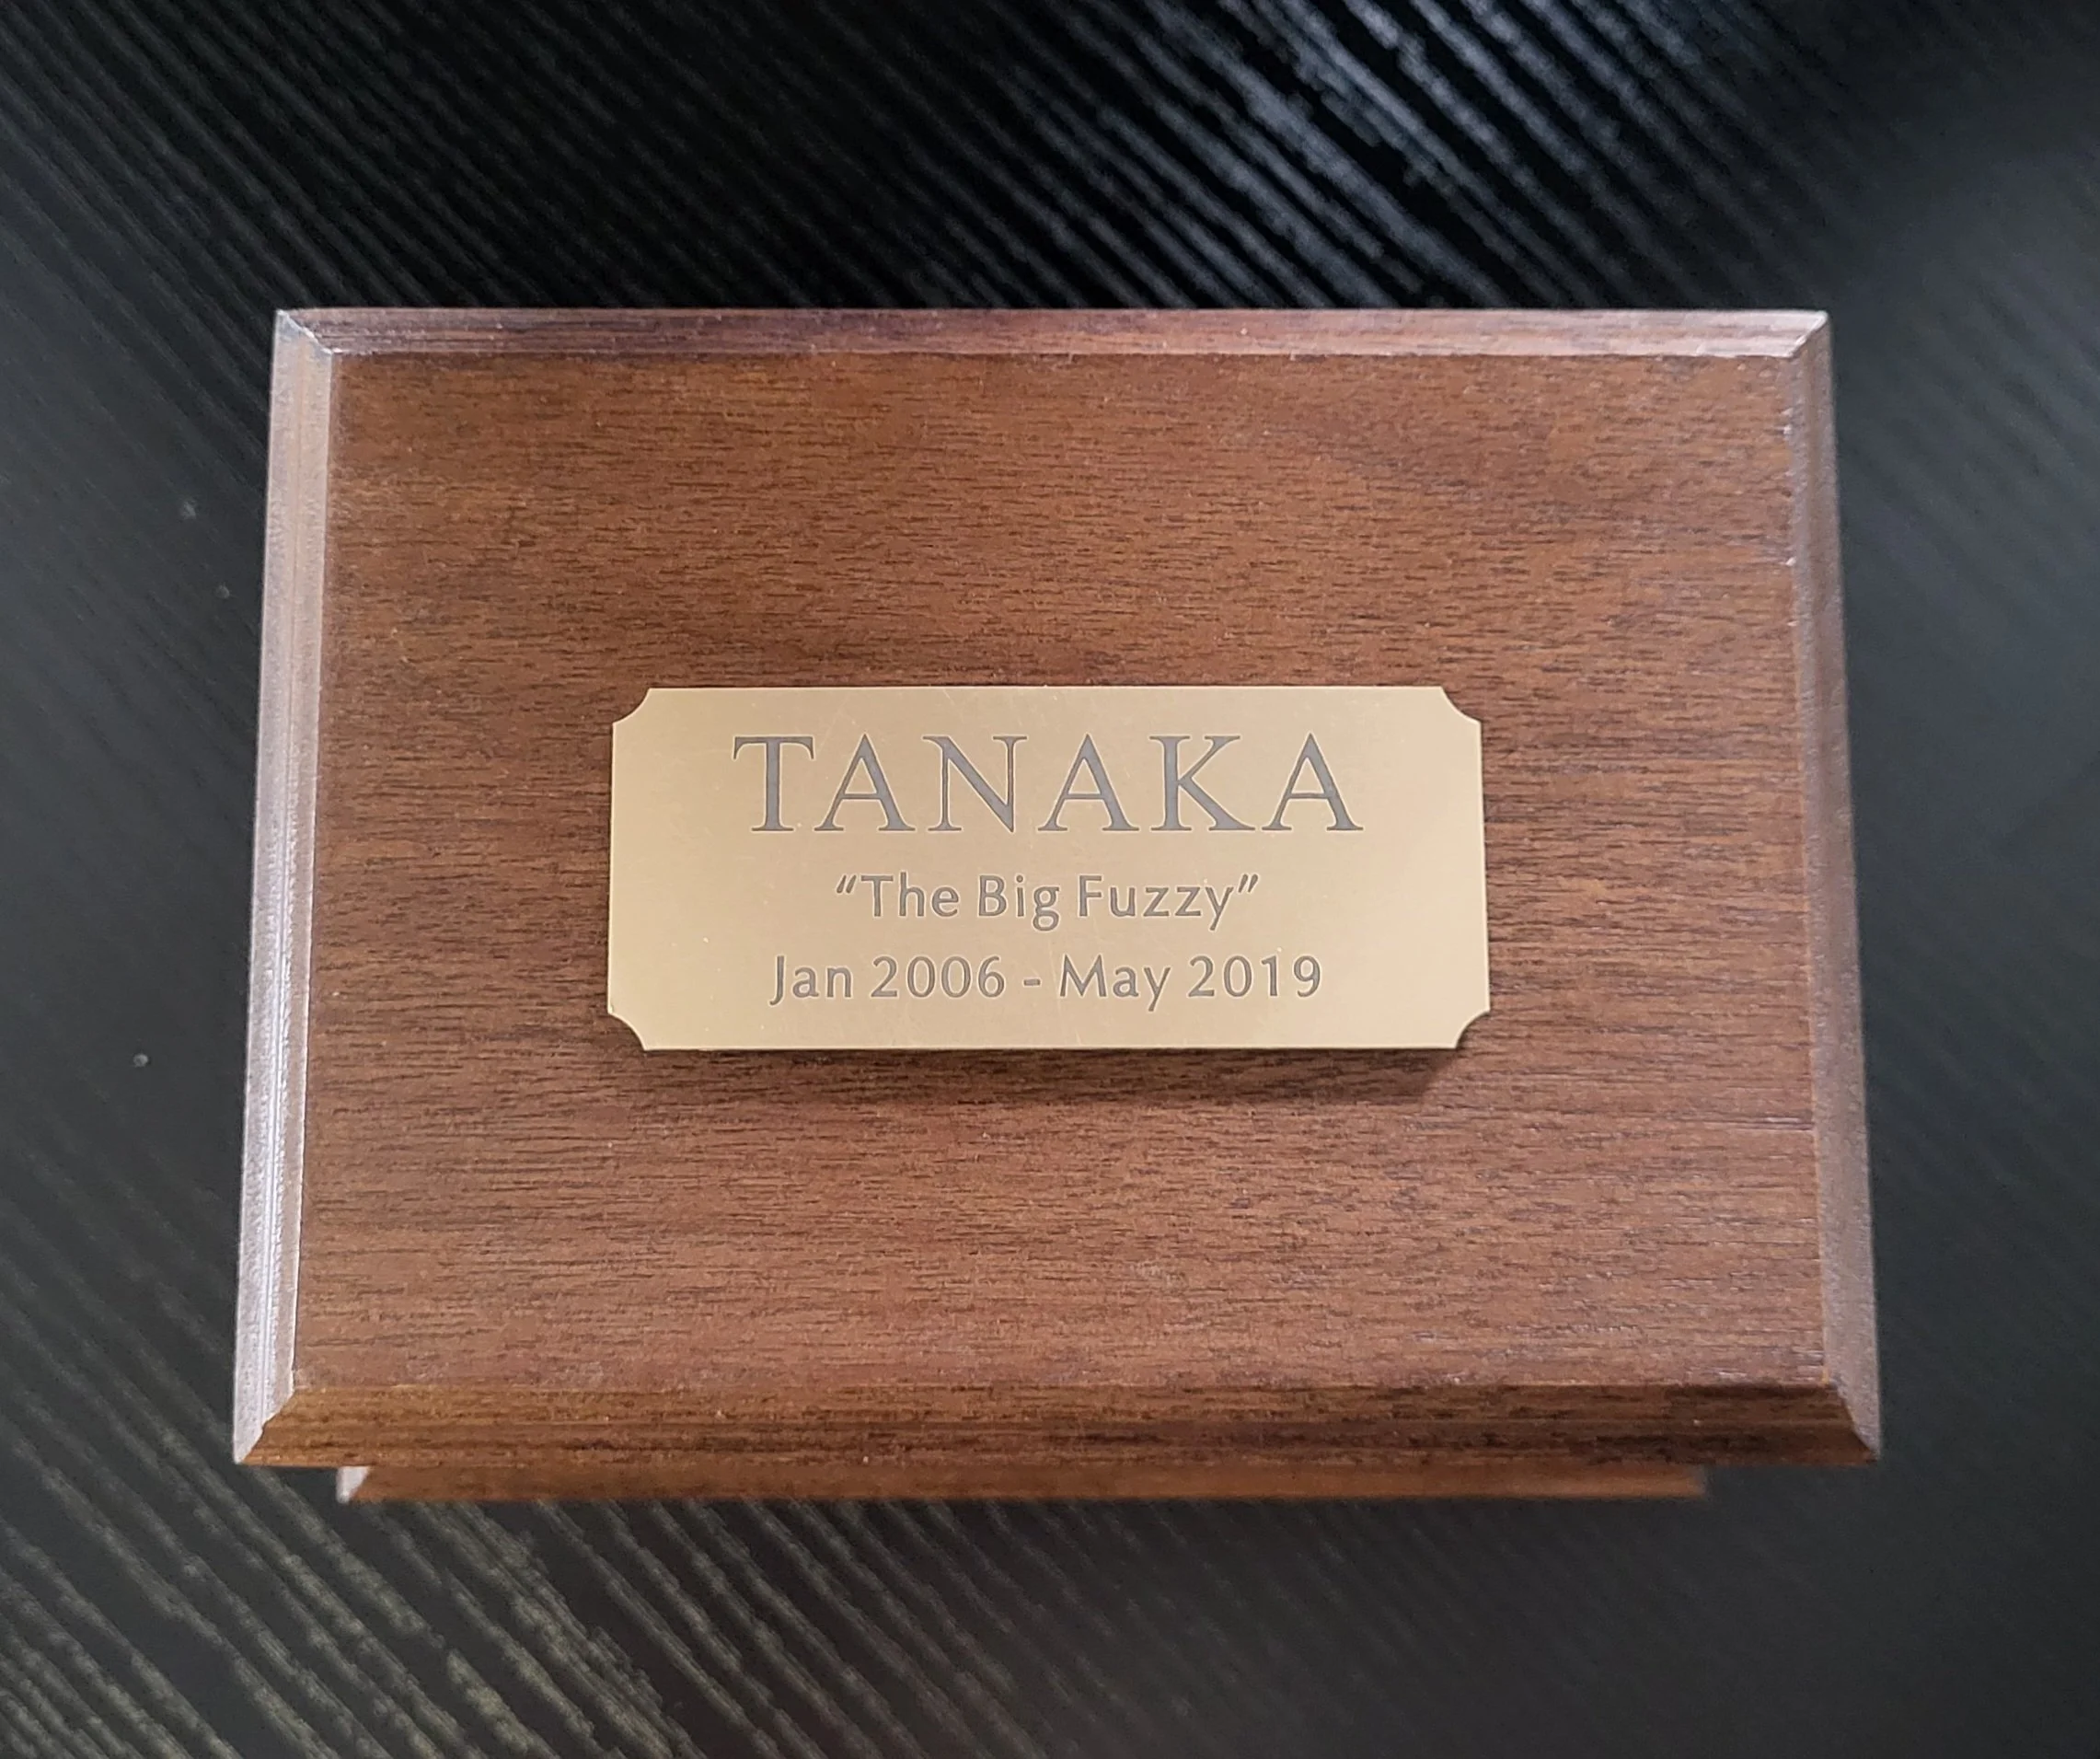 TANAKA
“The Big Fuzzy”
Jan 2006 - May 2019